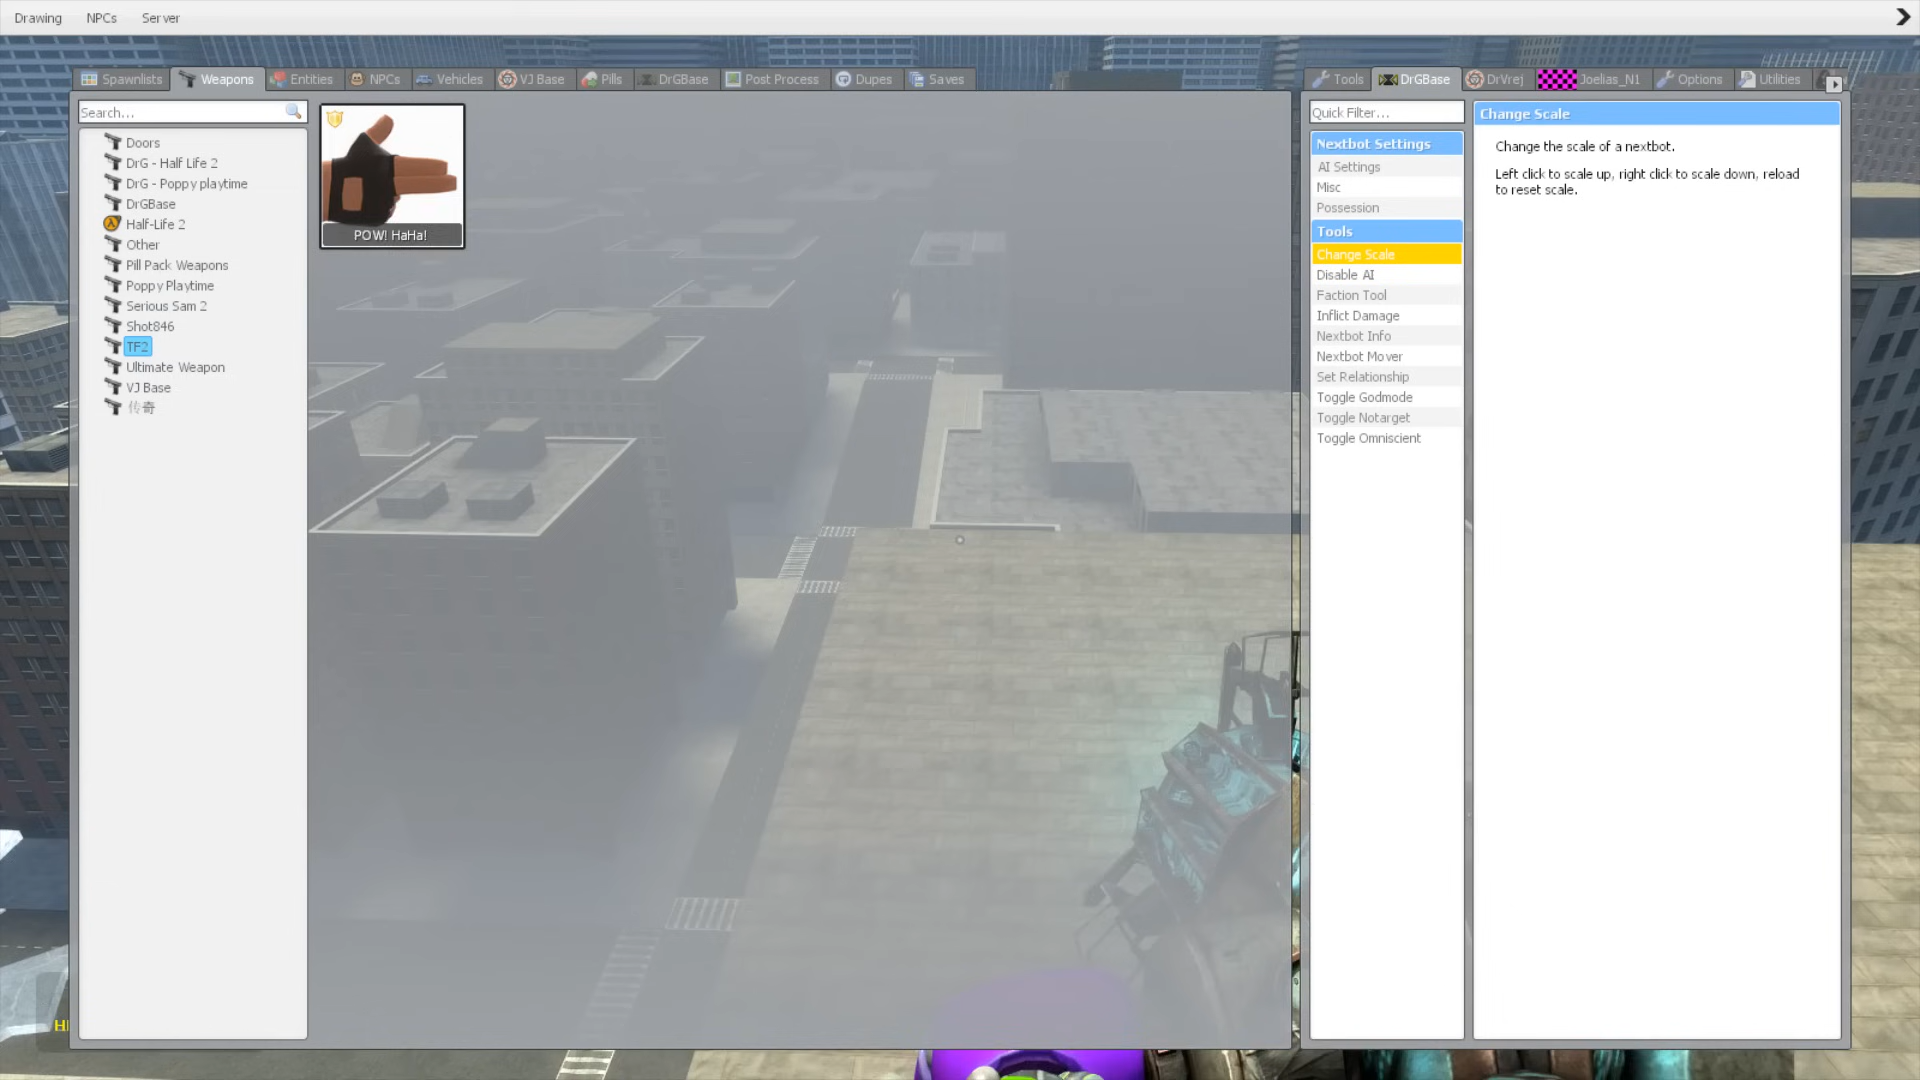 Drawing NPCs Server
Spawnlists Weapons Entities NPCs Vehicles VJ Base Pills DrGBase Post Process Dupes Saves
Search...
Doors
DrG - Half Life 2
DrG - Poppy playtime
DrGBase
Half-Life 2
Other
Pill Pack Weapons
Poppy Playtime
Serious Sam 2
Shot846
TF2
Ultimate Weapon
VJ Base
传奇
POW! HaHa!
Tools DrGBase DrVrej Joelias_N1 Options Utilities
Quick Filter...
Nextbot Settings
AI Settings
Misc
Possession
Tools
Change Scale
Disable AI
Faction Tool
Inflict Damage
Nextbot Info
Nextbot Mover
Set Relationship
Toggle Godmode
Toggle Notarget
Toggle Omniscient
Change Scale
Change the scale of a nextbot.
Left click to scale up, right click to scale down, reload
to reset scale.